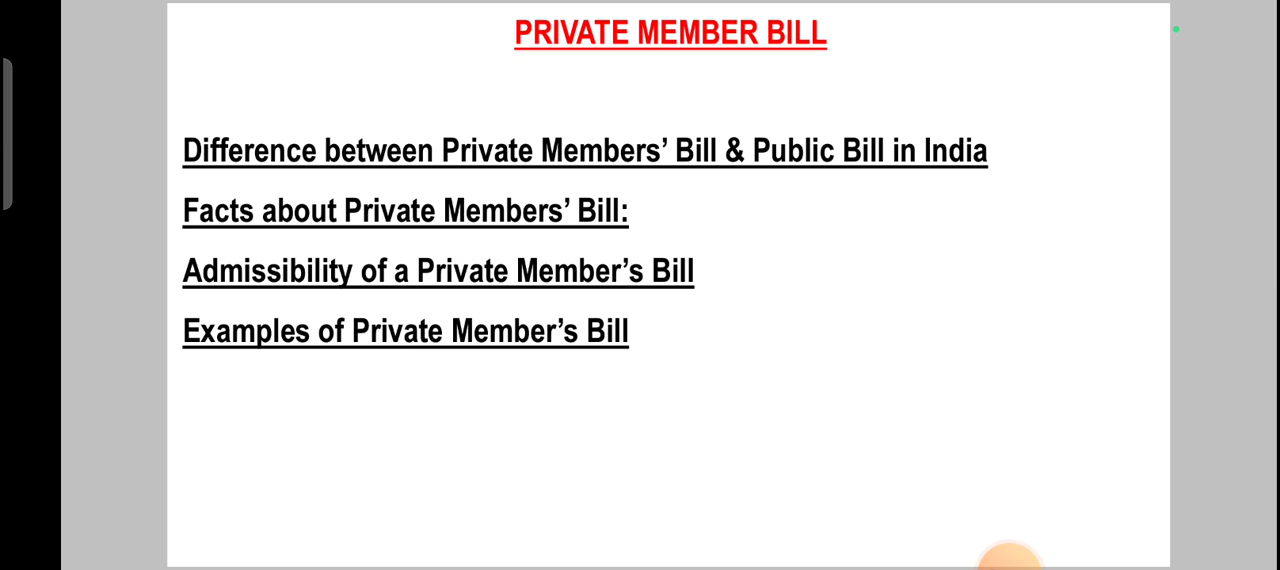 PRIVATE MEMBER BILL
Difference between Private Members’ Bill & Public Bill in India
Facts about Private Members’ Bill:
Admissibility of a Private Member’s Bill
Examples of Private Member’s Bill